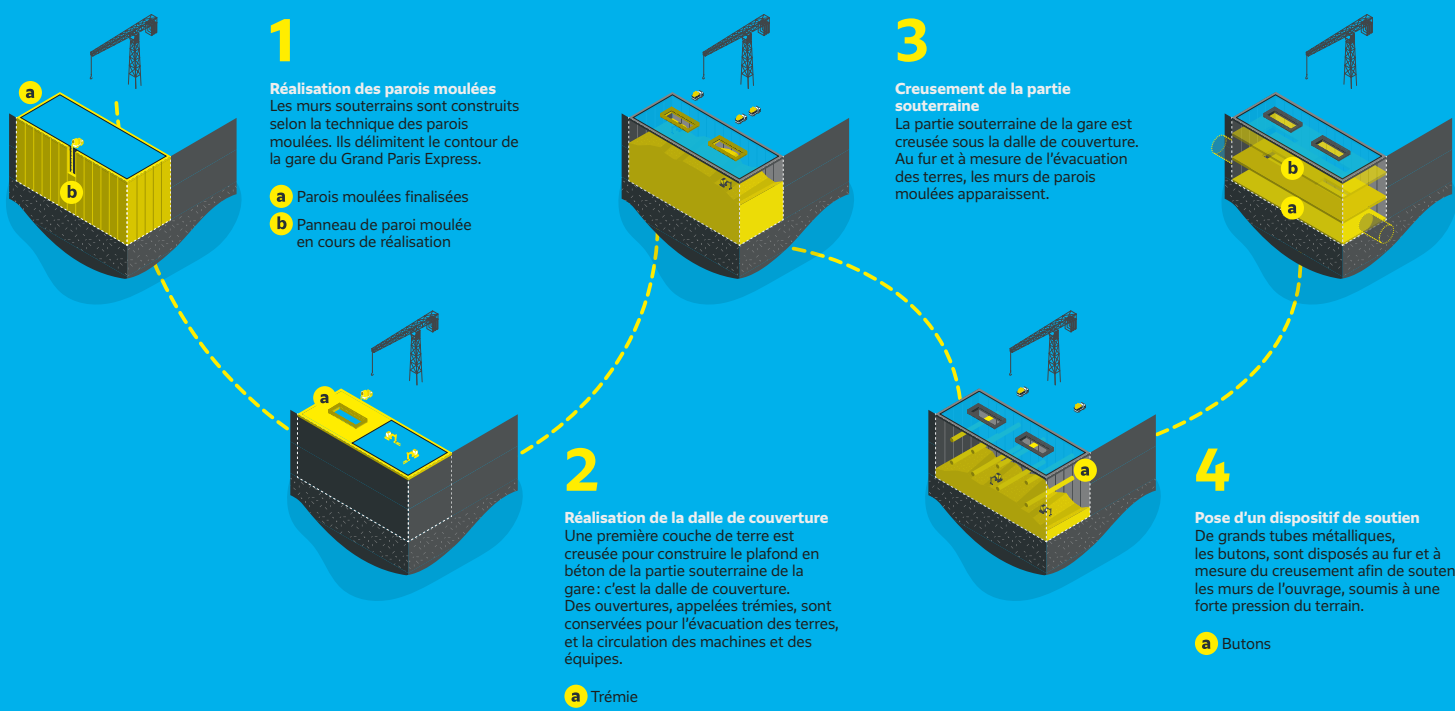 a
b
1
Réalisation des parois moulées
Les murs souterrains sont construits
selon la technique des parois
moulées. Ils délimitent le contour de
la gare du Grand Paris Express.
a Parois moulées finalisées
b Panneau de paroi moulée
en cours de réalisation
a
2
Réalisation de la dalle de couverture
Une première couche de terre est
creusée pour construire le plafond en
béton de la partie souterraine de la
gare : c'est la dalle de couverture.
Des ouvertures, appelées trémies, sont
conservées pour l'évacuation des terres,
et la circulation des machines et des
équipes.
a Trémie
3
Creusement de la partie
souterraine
La partie souterraine de la gare est
creusée sous la dalle de couverture.
Au fur et à mesure de l'évacuation
des terres, les murs de parois
moulées apparaissent.
a
4
Pose d'un dispositif de soutien
De grands tubes métalliques,
les butons, sont disposés au fur et à
mesure du creusement afin de souten
les murs de l'ouvrage, soumis à une
forte pression du terrain.
a Butons
b
a